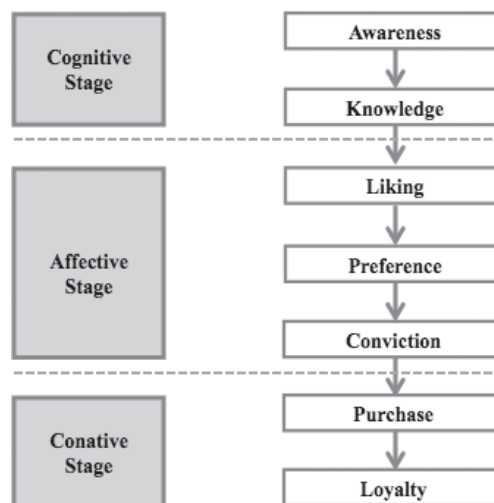 Cognitive
Stage
Awareness
Knowledge
Affective
Stage
Liking
Preference
Conviction
Conative
Stage
Purchase
Loyalty